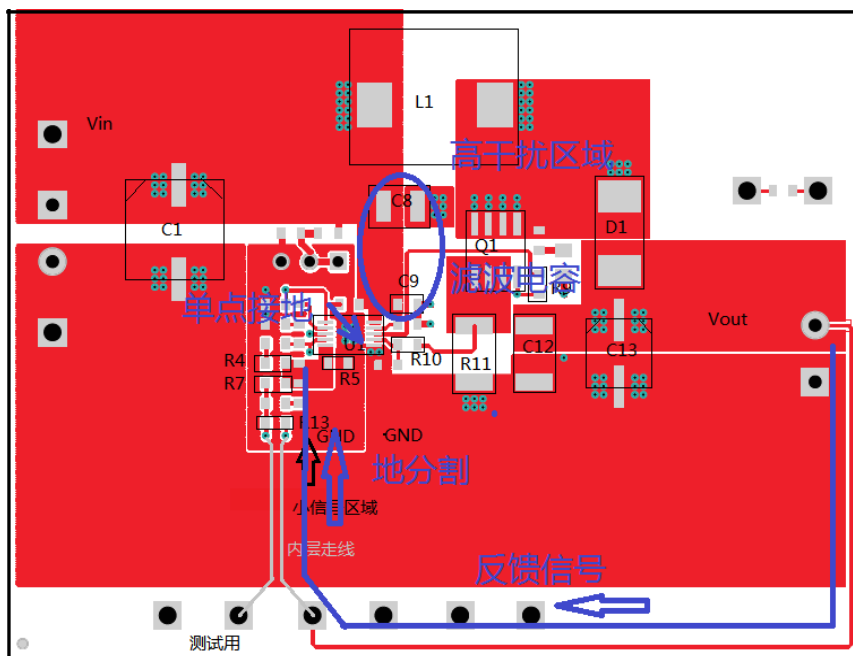 L1
Vin
高干扰区域
C8
C1
Q1
D1
滤波电容
C9
单点接地
Vout
U1
R10
C12
C13
R4
R11
R5
R7
R13
GND
GND
地分割
小信号区域
内层走线
反馈信号
测试用